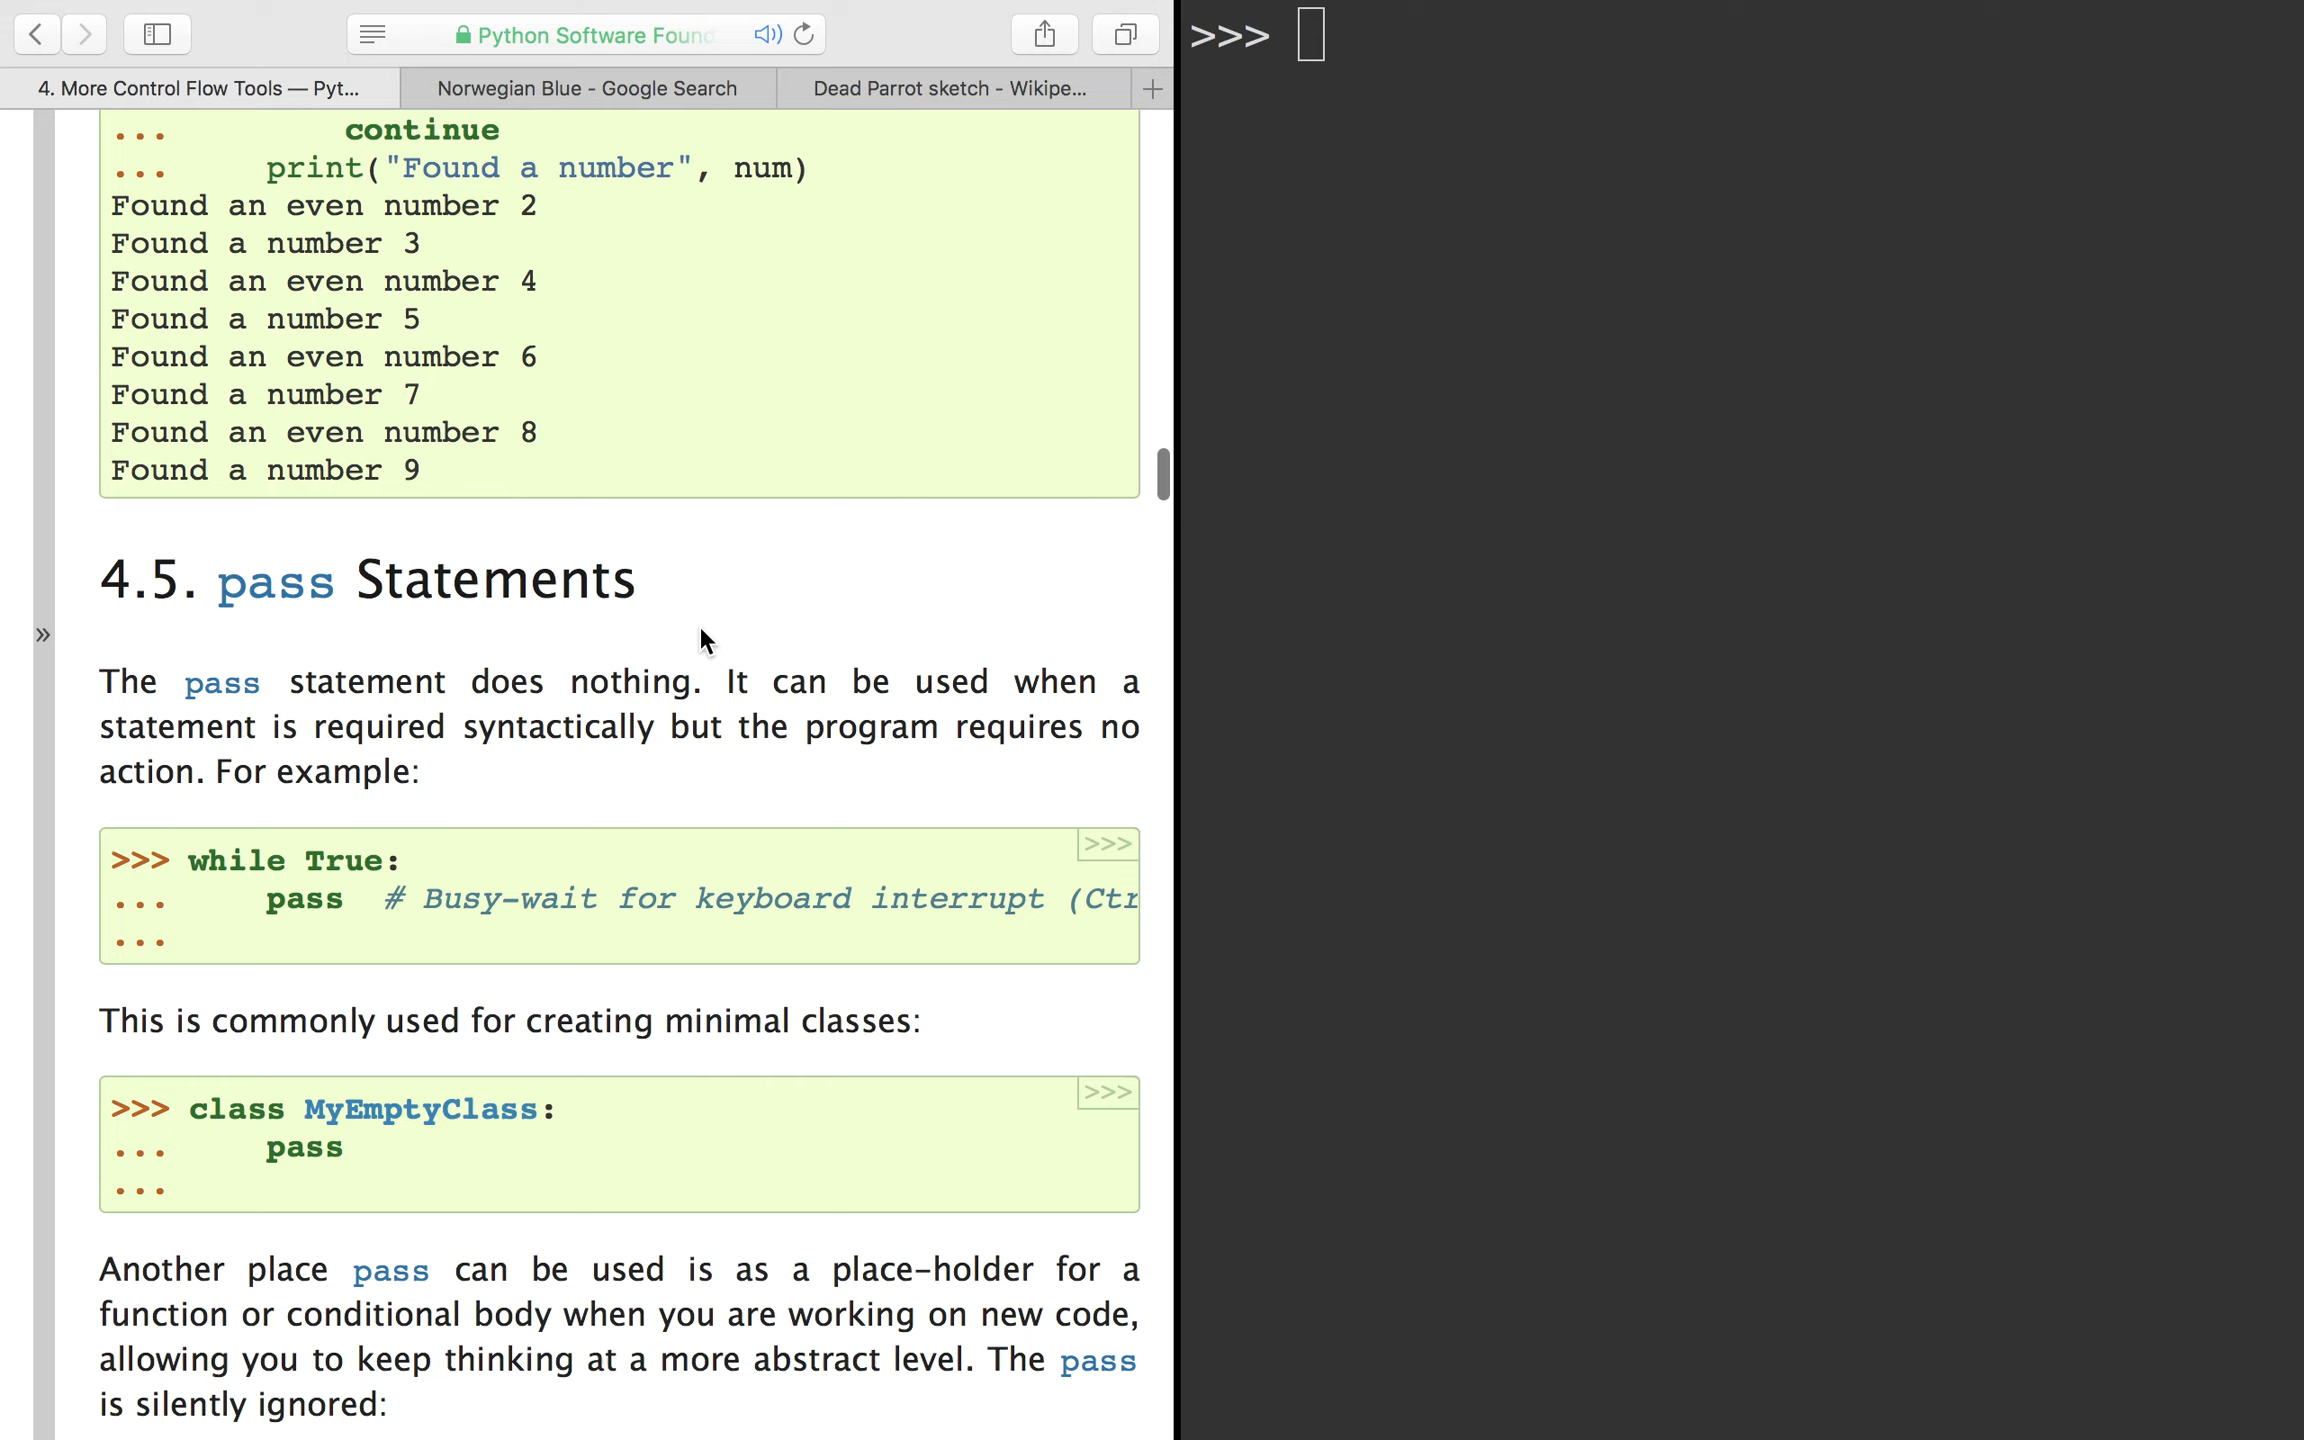 Python Software Found
>>>
4. More Control Flow Tools — Pyt...
Norwegian Blue - Google Search
Dead Parrot sketch - Wikipe...
...         continue
...     print("Found a number", num)
Found an even number 2
Found a number 3
Found an even number 4
Found a number 5
Found an even number 6
Found a number 7
Found an even number 8
Found a number 9
4.5. pass Statements
»
The pass statement does nothing. It can be used when a
statement is required syntactically but the program requires no
action. For example:
>>>
>>> while True:
...     pass  # Busy-wait for keyboard interrupt (Ctr
...
This is commonly used for creating minimal classes:
>>>
>>> class MyEmptyClass:
...     pass
...
Another place pass can be used is as a place-holder for a
function or conditional body when you are working on new code,
allowing you to keep thinking at a more abstract level. The pass
is silently ignored: